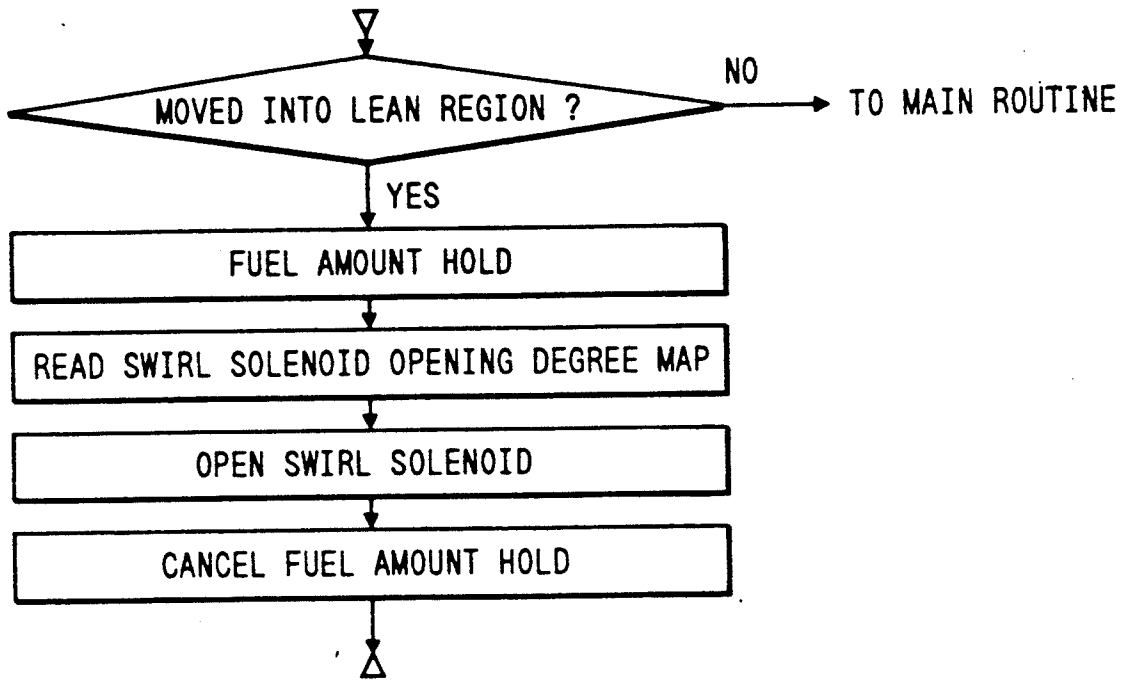 MOVED INTO LEAN REGION ?
NO
TO MAIN ROUTINE
YES
FUEL AMOUNT HOLD
READ SWIRL SOLENOID OPENING DEGREE MAP
OPEN SWIRL SOLENOID
CANCEL FUEL AMOUNT HOLD